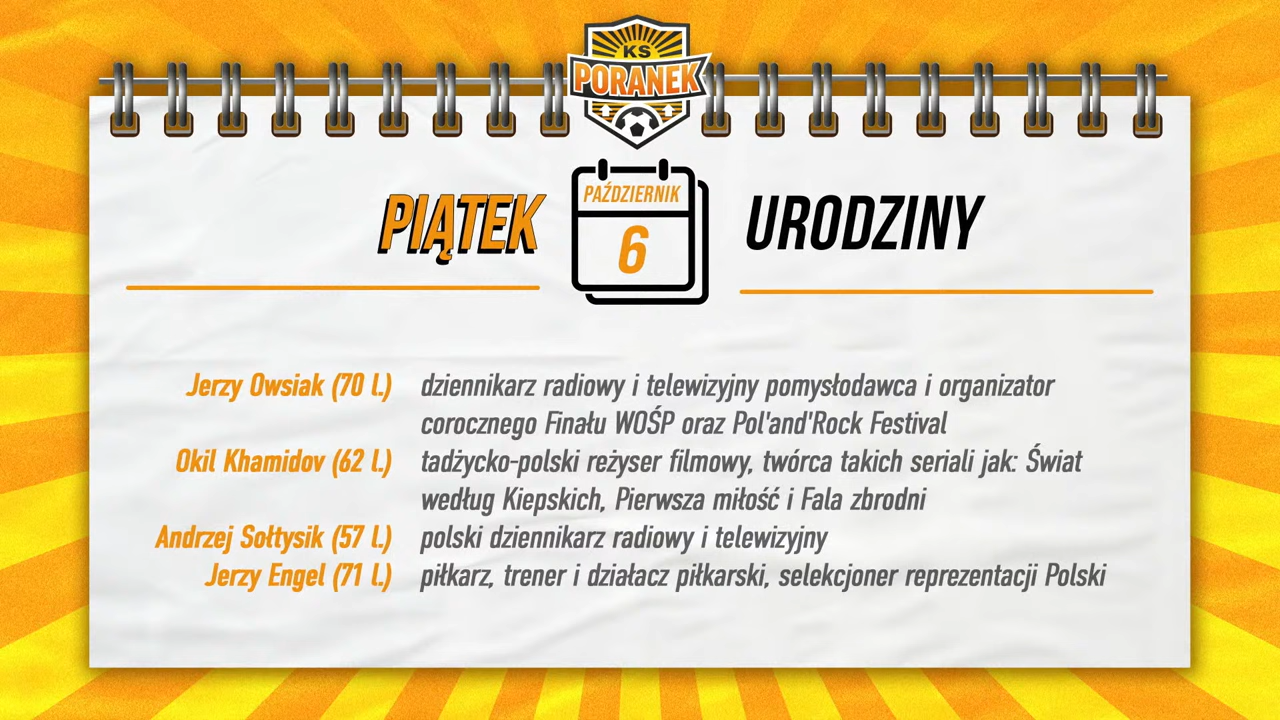 KS
PORANEK
PIĄTEK
PAŹDZIERNIK
6
URODZINY
Jerzy Owsiak (70 l.) dziennikarz radiowy i telewizyjny pomysłodawca i organizator
corocznego Finału WOŚP oraz Pol'and'Rock Festival
Okil Khamidov (62 l.) tadżycko-polski reżyser filmowy, twórca takich seriali jak: Świat
według Kiepskich, Pierwsza miłość i Fala zbrodni
Andrzej Sołtysik (57 l.) polski dziennikarz radiowy i telewizyjny
Jerzy Engel (71 l.) piłkarz, trener i działacz piłkarski, selekcjoner reprezentacji Polski